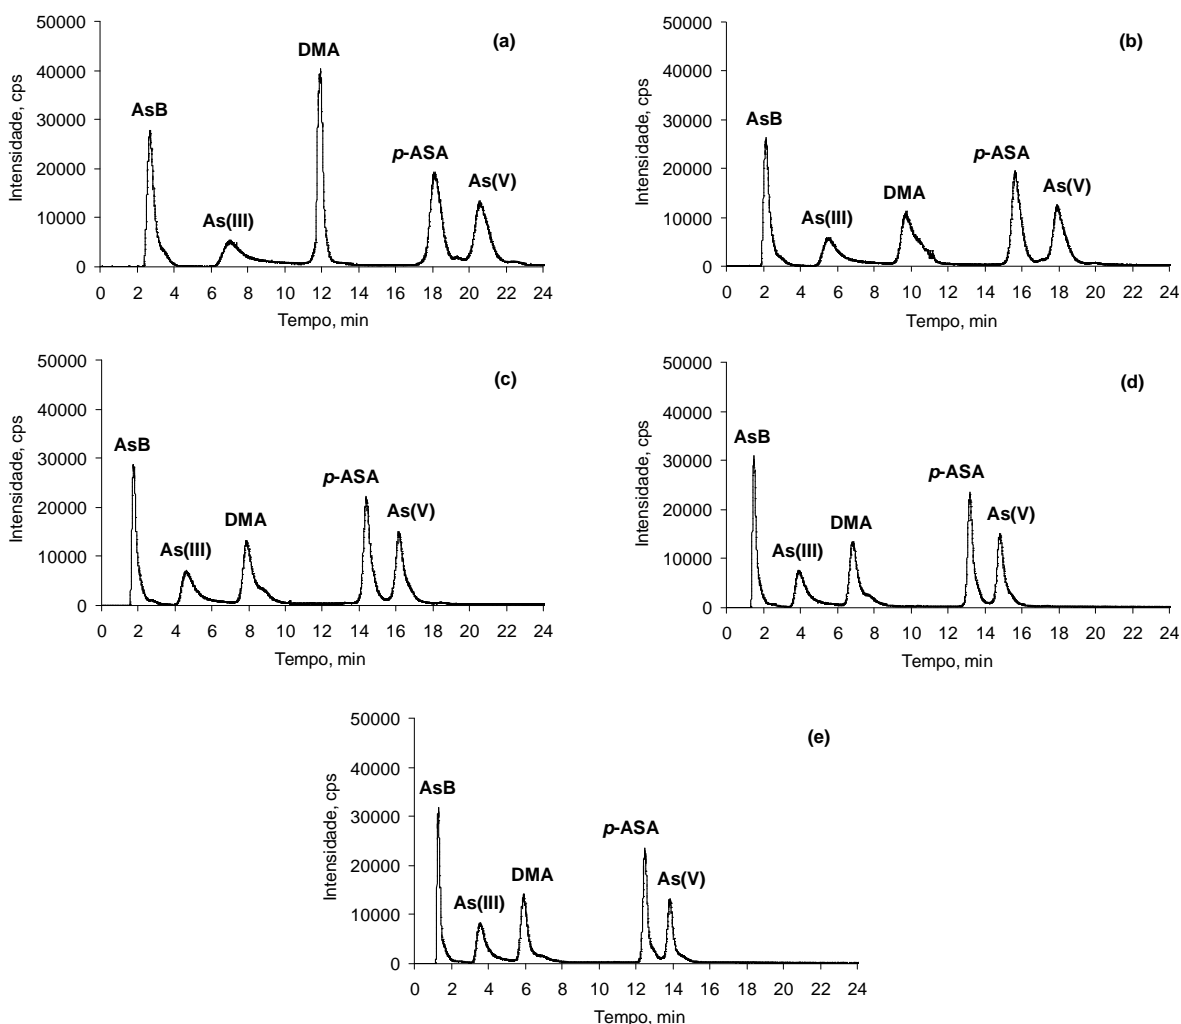 (a)
Intensidade, cps
50000
40000
30000
20000
10000
0
AsB
As(III)
DMA
p-ASA
As(V)
0 2 4 6 8 10 12 14 16 18 20 22 24
Tempo, min
(b)
Intensidade, cps
50000
40000
30000
20000
10000
0
AsB
As(III)
DMA
p-ASA
As(V)
0 2 4 6 8 10 12 14 16 18 20 22 24
Tempo, min
(c)
Intensidade, cps
50000
40000
30000
20000
10000
0
AsB
As(III)
DMA
p-ASA
As(V)
0 2 4 6 8 10 12 14 16 18 20 22 24
Tempo, min
(d)
Intensidade, cps
50000
40000
30000
20000
10000
0
AsB
As(III)
DMA
p-ASA
As(V)
0 2 4 6 8 10 12 14 16 18 20 22 24
Tempo, min
(e)
Intensidade, cps
50000
40000
30000
20000
10000
0
AsB
As(III)
DMA
p-ASA
As(V)
0 2 4 6 8 10 12 14 16 18 20 22 24
Tempo, min